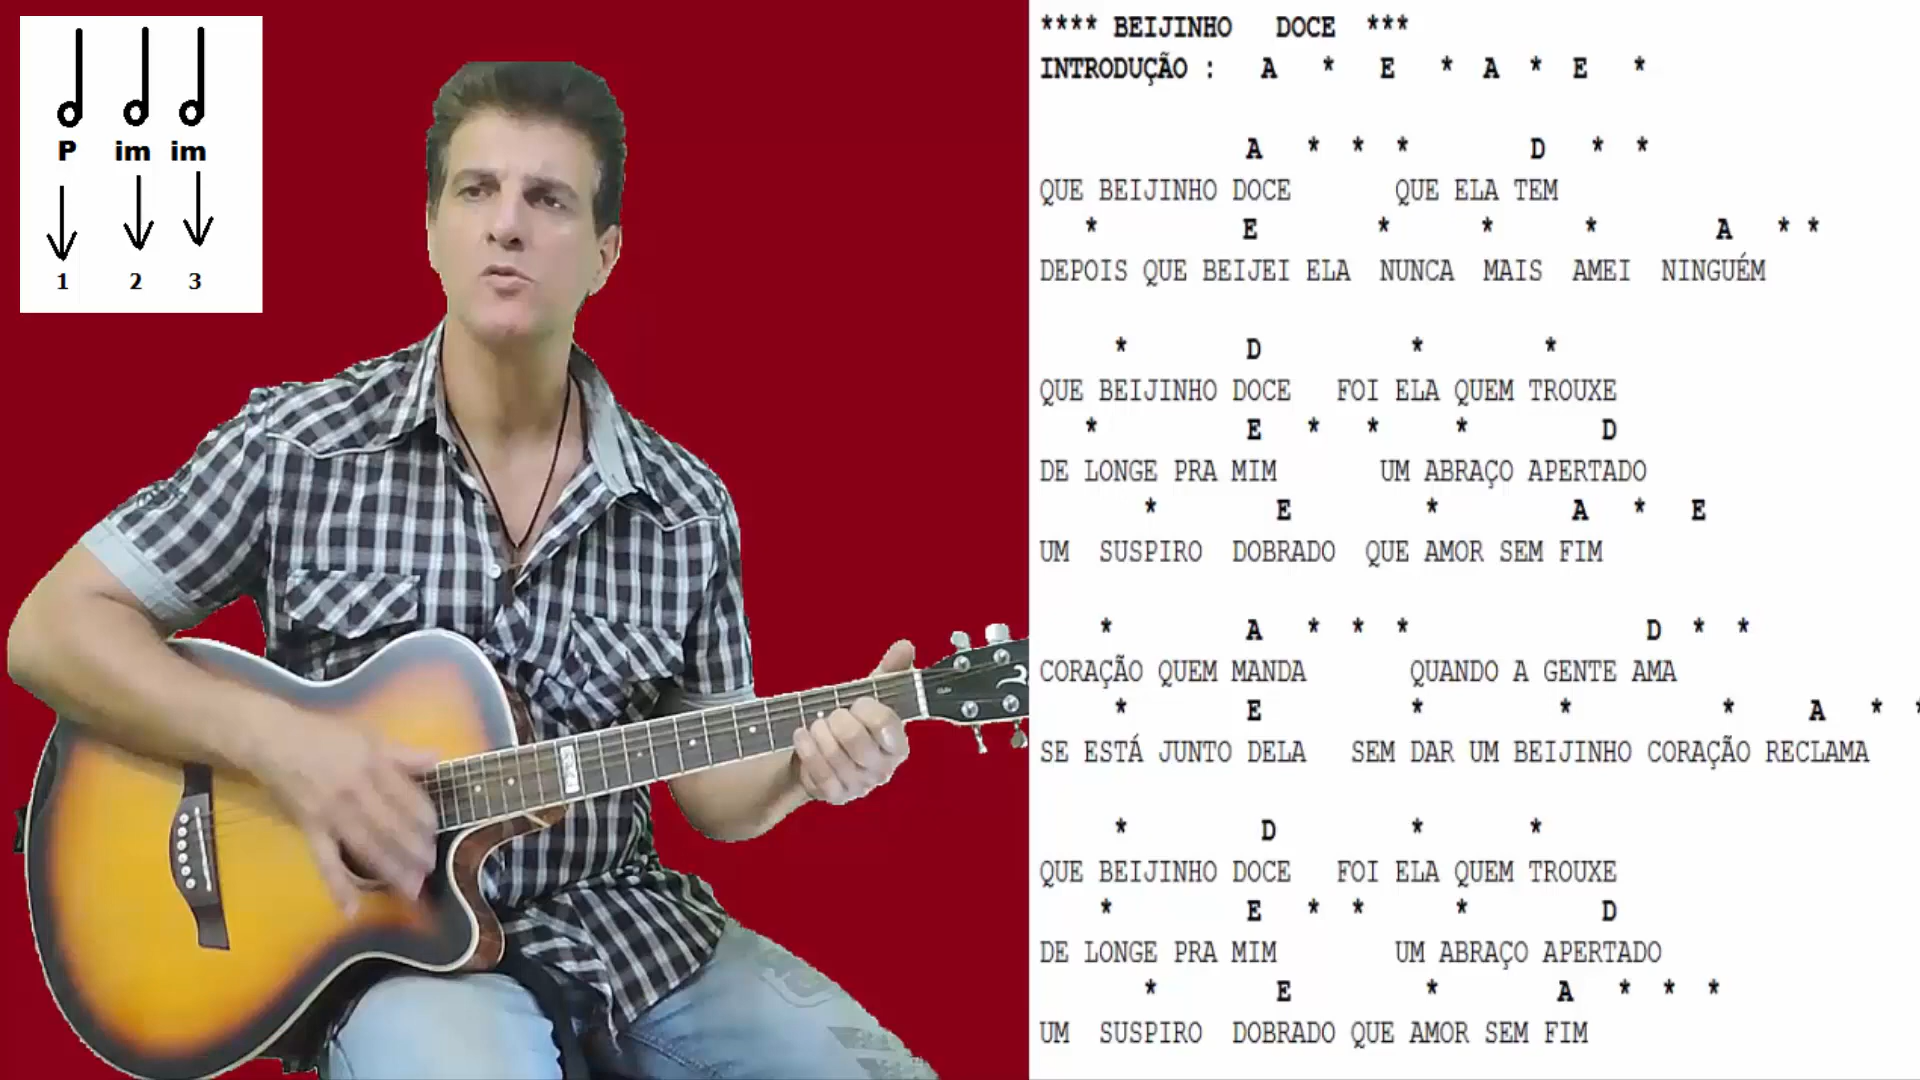 P im im
1 2 3
**** BEIJINHO DOCE ***
INTRODUÇÃO : A * E * A * E *
A * * * D * *
QUE BEIJINHO DOCE QUE ELA TEM
* E * * * A * *
DEPOIS QUE BEIJEI ELA NUNCA MAIS AMEI NINGUÉM
* D * *
QUE BEIJINHO DOCE FOI ELA QUEM TROUXE
* E * * * D
DE LONGE PRA MIM UM ABRAÇO APERTADO
* E * A * E
UM SUSPIRO DOBRADO QUE AMOR SEM FIM
* A * * * D * *
CORAÇÃO QUEM MANDA QUANDO A GENTE AMA
* E * * * A * *
SE ESTÁ JUNTO DELA SEM DAR UM BEIJINHO CORAÇÃO RECLAMA
* D * *
QUE BEIJINHO DOCE FOI ELA QUEM TROUXE
* E * * * D
DE LONGE PRA MIM UM ABRAÇO APERTADO
* E * A * * *
UM SUSPIRO DOBRADO QUE AMOR SEM FIM